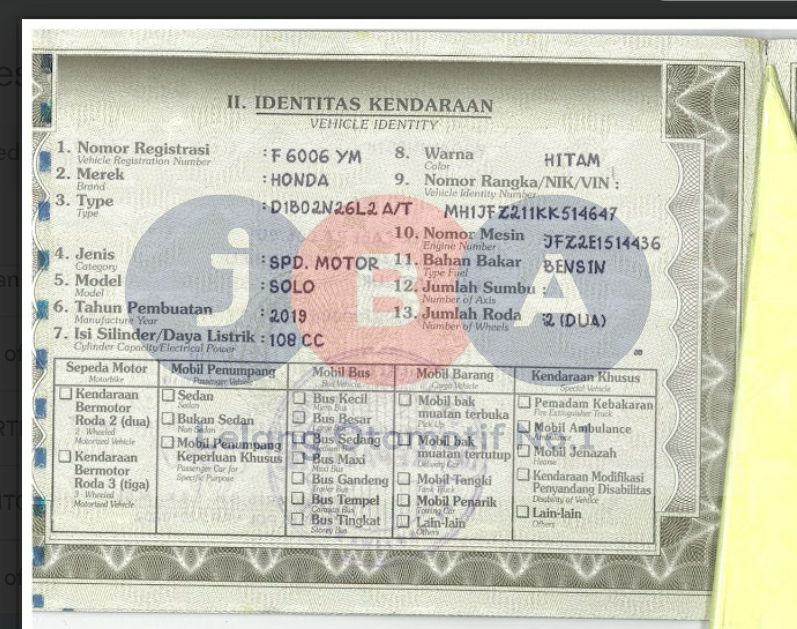 II. IDENTITAS KENDARAAN
VEHICLE IDENTITY
1. Nomor Registrasi : F 6006 YM
Vehicle Registration Number
2. Merek : HONDA
Brand
3. Type : D1B02N26L2 A/T
Type
4. Jenis : SPD. MOTOR
Category
5. Model : SOLO
Model
6. Tahun Pembuatan : 2019
Manufacture Year
7. Isi Silinder/Daya Listrik : 108 CC
Cylinder Capacity/Electrical Power
8. Warna HITAM
Color
9. Nomor Rangka/NIK/VIN :
Vehicle Identity Number
MH1JFZ211KK514647
10. Nomor Mesin JFZ2E1514436
Engine Number
11. Bahan Bakar BENSIN
Type Fuel
12. Jumlah Sumbu :
Number of Axis
13. Jumlah Roda : 2 (DUA)
Number of Wheels
jBA
Lelang Otomotif No.1
Sepeda Motor
Motorbike
Kendaraan
Bermotor
Roda 2 (dua)
2 Wheeled
Motorized Vehicle
Kendaraan
Bermotor
Roda 3 (tiga)
3 Wheeled
Motorized Vehicle
Mobil Penumpang
Passenger Vehicle
Sedan
Sedan
Bukan Sedan
Non Sedan
Mobil Penumpang
Keperluan Khusus
Passenger Car for
Specific Purpose
Mobil Bus
Bus Vehicle
Bus Kecil
Micro Bus
Bus Besar
Bus Sedang
Bus Maxi
Maxi Bus
Bus Gandeng
Bus Tempel
Bus Tingkat
Storey Bus
Mobil Barang
Cargo Vehicle
Mobil bak
muatan terbuka
Pick Up
Mobil bak
muatan tertutup
Mobil Tangki
Tank Truck
Mobil Penarik
Towing Car
Lain-lain
Others
Kendaraan Khusus
Special Vehicle
Pemadam Kebakaran
Fire Extinguisher Truck
Mobil Ambulance
Mobil Jenazah
Hearse
Kendaraan Modifikasi
Penyandang Disabilitas
Disability of Vehicle
Lain-lain
Others